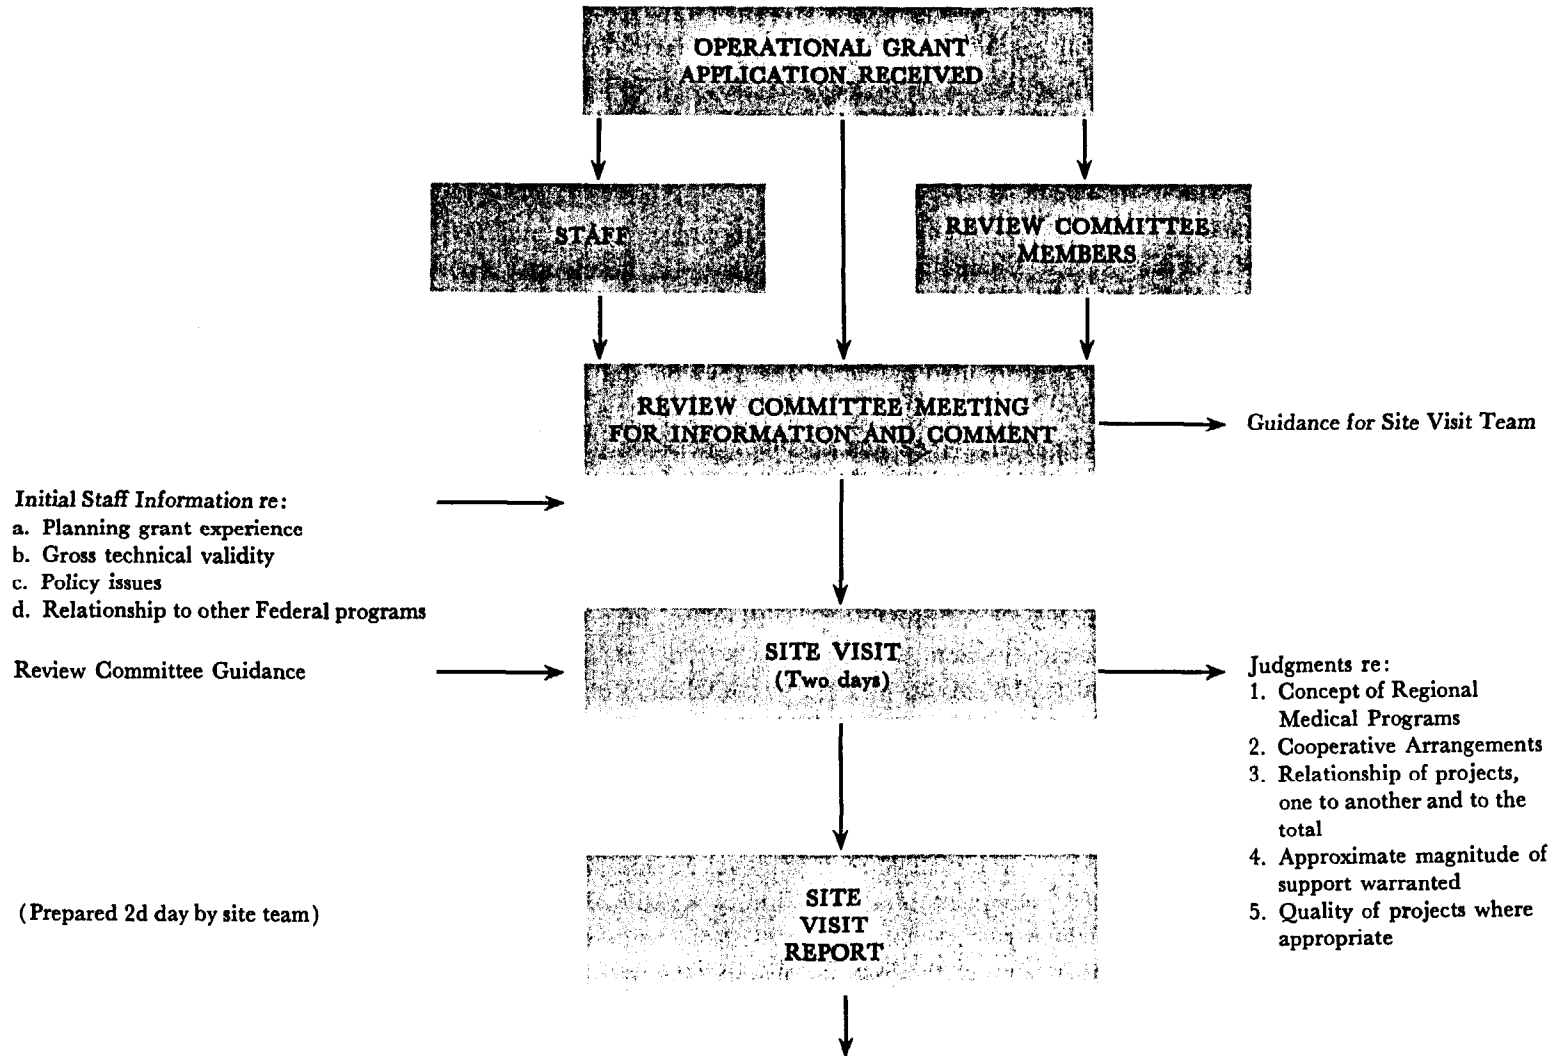 OPERATIONAL GRANT
APPLICATION RECEIVED
STAFF
REVIEW COMMITTEE
MEMBERS
REVIEW COMMITTEE MEETING
FOR INFORMATION AND COMMENT
Guidance for Site Visit Team
Initial Staff Information re:
a. Planning grant experience
b. Gross technical validity
c. Policy issues
d. Relationship to other Federal programs
Review Committee Guidance
SITE VISIT
(Two days)
Judgments re:
1. Concept of Regional
Medical Programs
2. Cooperative Arrangements
3. Relationship of projects,
one to another and to the
total
4. Approximate magnitude of
support warranted
5. Quality of projects where
appropriate
(Prepared 2d day by site team)
SITE
VISIT
REPORT